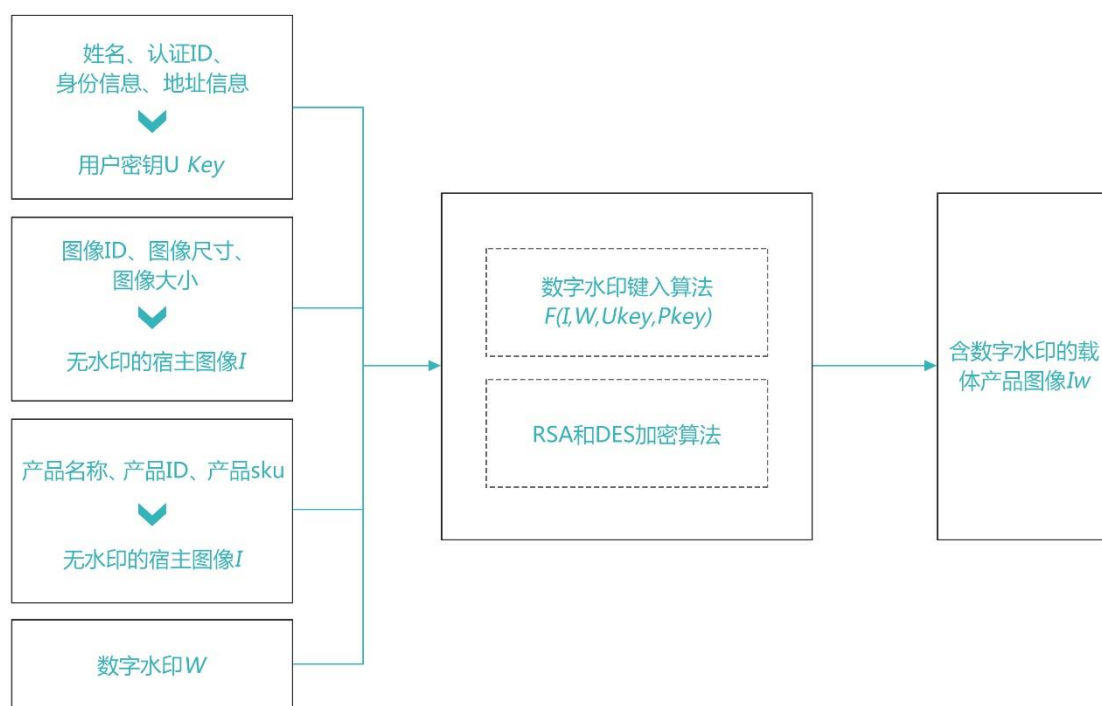 姓名、认证ID、
身份信息、地址信息
用户密钥U Key
图像ID、图像尺寸、
图像大小
无水印的宿主图像I
产品名称、产品ID、产品sku
无水印的宿主图像I
数字水印W
数字水印键入算法
F(I,W,Ukey,Pkey)
RSA和DES加密算法
含数字水印的载
体产品图像Iw